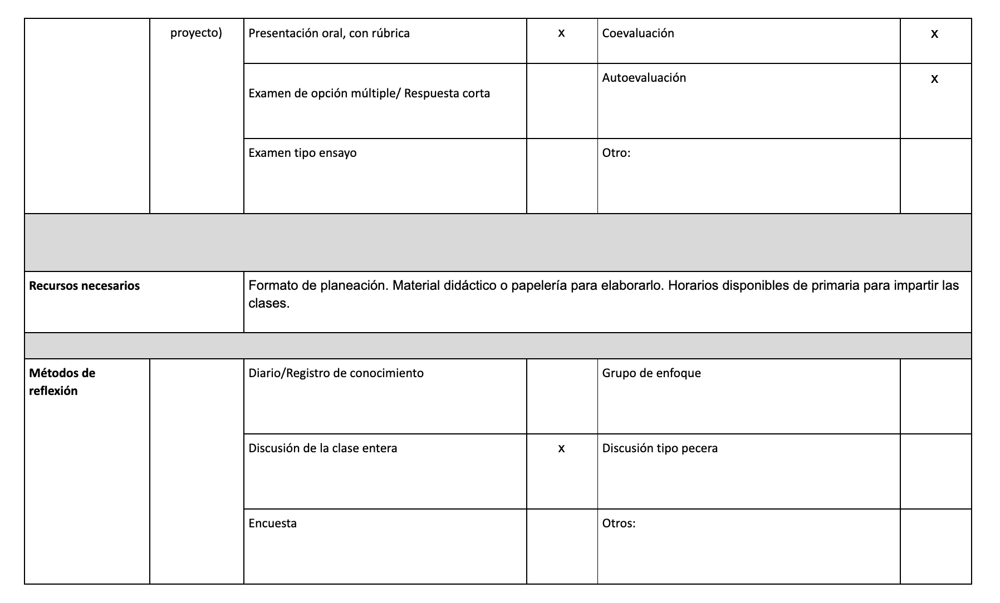 proyecto) Presentación oral, con rúbrica x Coevaluación x
Examen de opción múltiple/ Respuesta corta Autoevaluación x
Examen tipo ensayo Otro:
Recursos necesarios Formato de planeación. Material didáctico o papelería para elaborarlo. Horarios disponibles de primaria para impartir las
clases.
Métodos de
reflexión
Diario/Registro de conocimiento Grupo de enfoque
Discusión de la clase entera x Discusión tipo pecera
Encuesta Otros: